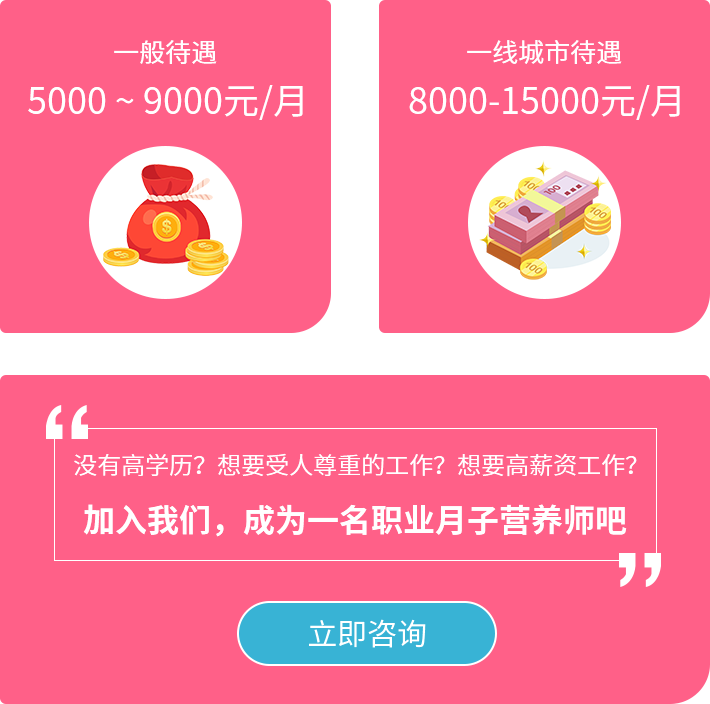 一般待遇
5000 ~ 9000元/月
$
$
$
一线城市待遇
8000-15000元/月
100
100
100
100
100
没有高学历？想要受人尊重的工作？想要高薪资工作？
加入我们，成为一名职业月子营养师吧
立即咨询